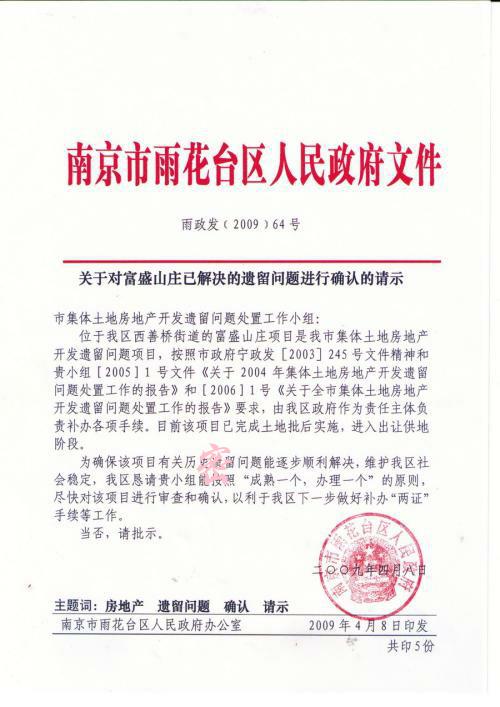 南京市雨花台区人民政府文件
雨政发﹝2009﹞64号
关于对富盛山庄已解决的遗留问题进行确认的请示
市集体土地房地产开发遗留问题处置工作小组：
位于我区西善桥街道的富盛山庄项目是我市集体土地房地产
开发遗留问题项目，按照市政府宁政发［2003］245号文件精神和
贵小组［2005］1号文件《关于2004年集体土地房地产开发遗留
问题处置工作的报告》和［2006］1号《关于全市集体土地房地产
开发遗留问题处置工作的报告》要求，由我区政府作为责任主体负
责补办各项手续。目前该项目已完成土地批后实施，进入出让供地
阶段。
为确保该项目有关历史遗留问题能逐步顺利解决，维护我区社
会稳定，我区恳请贵小组能按照“成熟一个，办理一个”的原则，
尽快对该项目进行审查和确认，以利于我区下一步做好补办“两证”
手续等工作。
当否，请批示。
南京市雨花台区人民政府
二〇〇九年四月八日
主题词：房地产 遗留问题 确认 请示
南京市雨花台区人民政府办公室 2009年4月8日印发
共印5份